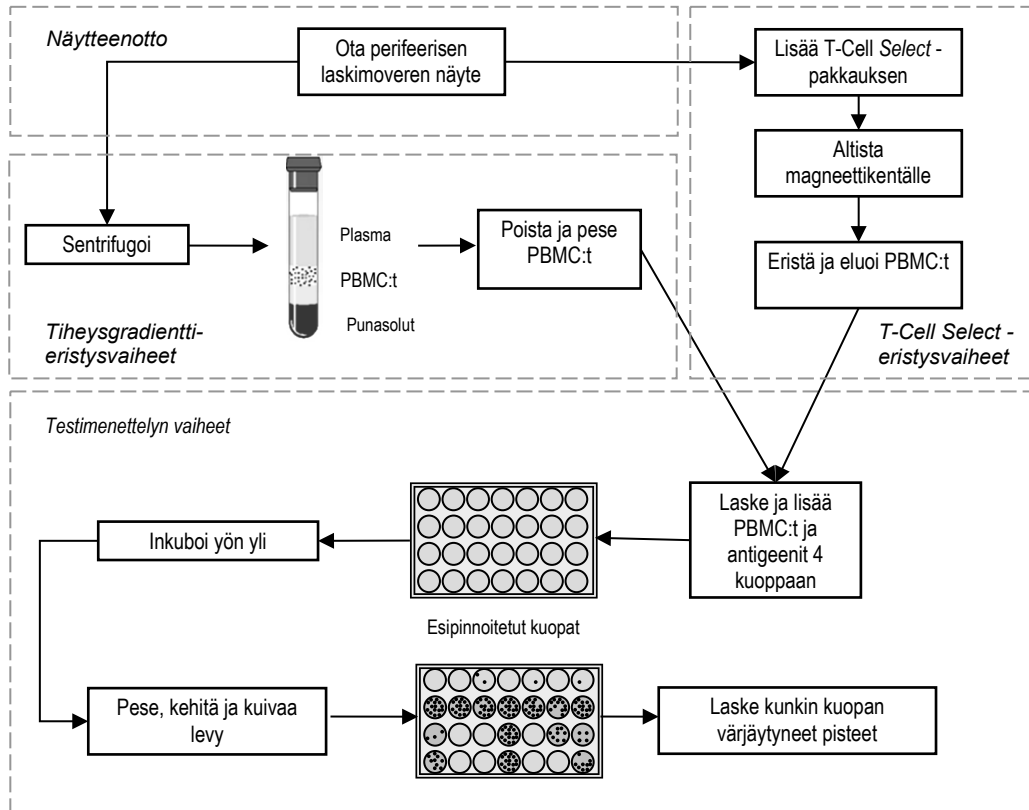 Näytteenotto
Ota perifeerisen
laskimoveren näyte
Lisää T-Cell Select -
pakkauksen
Altista
magneettikentälle
Eristä ja eluoi PBMC:t
T-Cell Select -
eristysvaiheet
Sentrifugoi
Plasma
PBMC:t
Punasolut
Poista ja pese
PBMC:t
Tiheysgradientti-
eristysvaiheet
Testimenettelyn vaiheet
Laske ja lisää
PBMC:t ja
antigeenit 4
kuoppaan
Esipinnoitetut kuopat
Inkuboi yön yli
Pese, kehitä ja kuivaa
levy
Laske kunkin kuopan
värjäytyneet pisteet